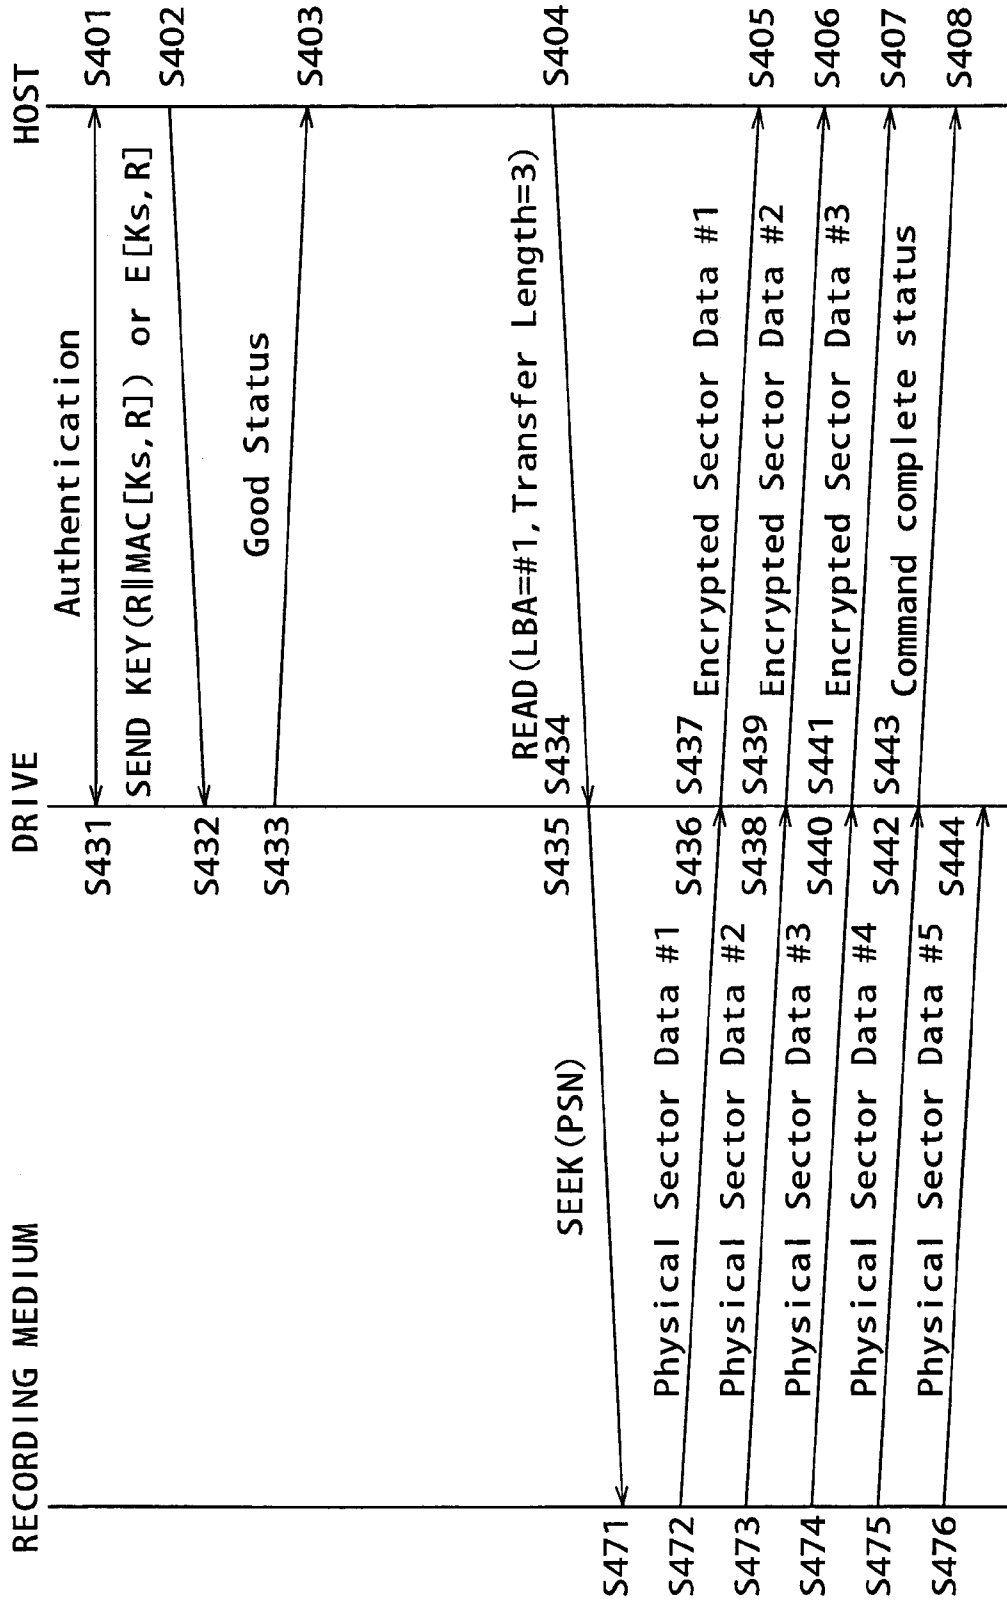 RECORDING MEDIUM
DRIVE
HOST
Authentication
S431
S401
SEND KEY(R‖MAC[Ks,R]) or E[Ks,R]
S402
S432
Good Status
S433
S403
READ(LBA=#1,Transfer Length=3)
S404
S434
S435
SEEK(PSN)
S471
Physical Sector Data #1
S472
S436
S437
Encrypted Sector Data #1
S405
Physical Sector Data #2
S473
S438
S439
Encrypted Sector Data #2
S406
Physical Sector Data #3
S474
S440
S441
Encrypted Sector Data #3
S407
Physical Sector Data #4
S475
S442
S443
Command complete status
S408
Physical Sector Data #5
S476
S444